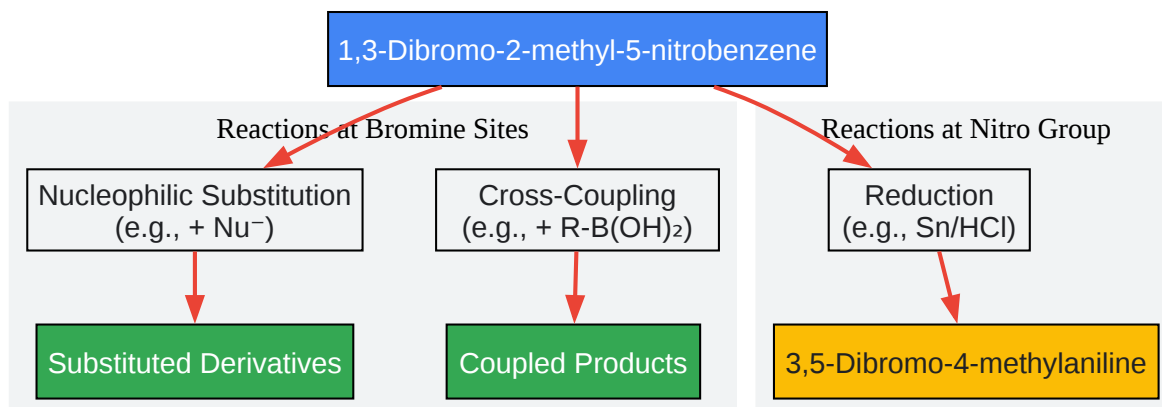 1,3-Dibromo-2-methyl-5-nitrobenzene
Reactions at Bromine Sites
Reactions at Nitro Group
Nucleophilic Substitution
(e.g., + Nu⁻)
Cross-Coupling
(e.g., + R-B(OH)₂)
Reduction
(e.g., Sn/HCl)
Substituted Derivatives
Coupled Products
3,5-Dibromo-4-methylaniline